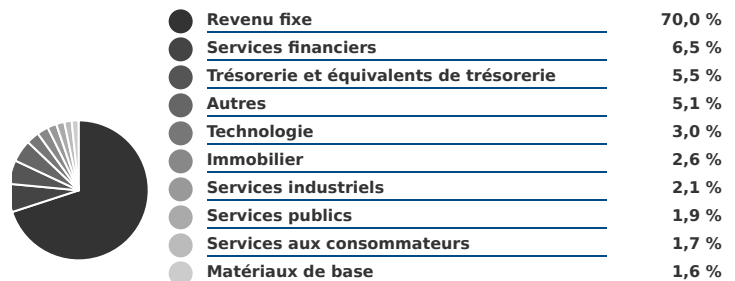 Revenu fixe 70,0 %
Services financiers 6,5 %
Trésorerie et équivalents de trésorerie 5,5 %
Autres 5,1 %
Technologie 3,0 %
Immobilier 2,6 %
Services industriels 2,1 %
Services publics 1,9 %
Services aux consommateurs 1,7 %
Matériaux de base 1,6 %